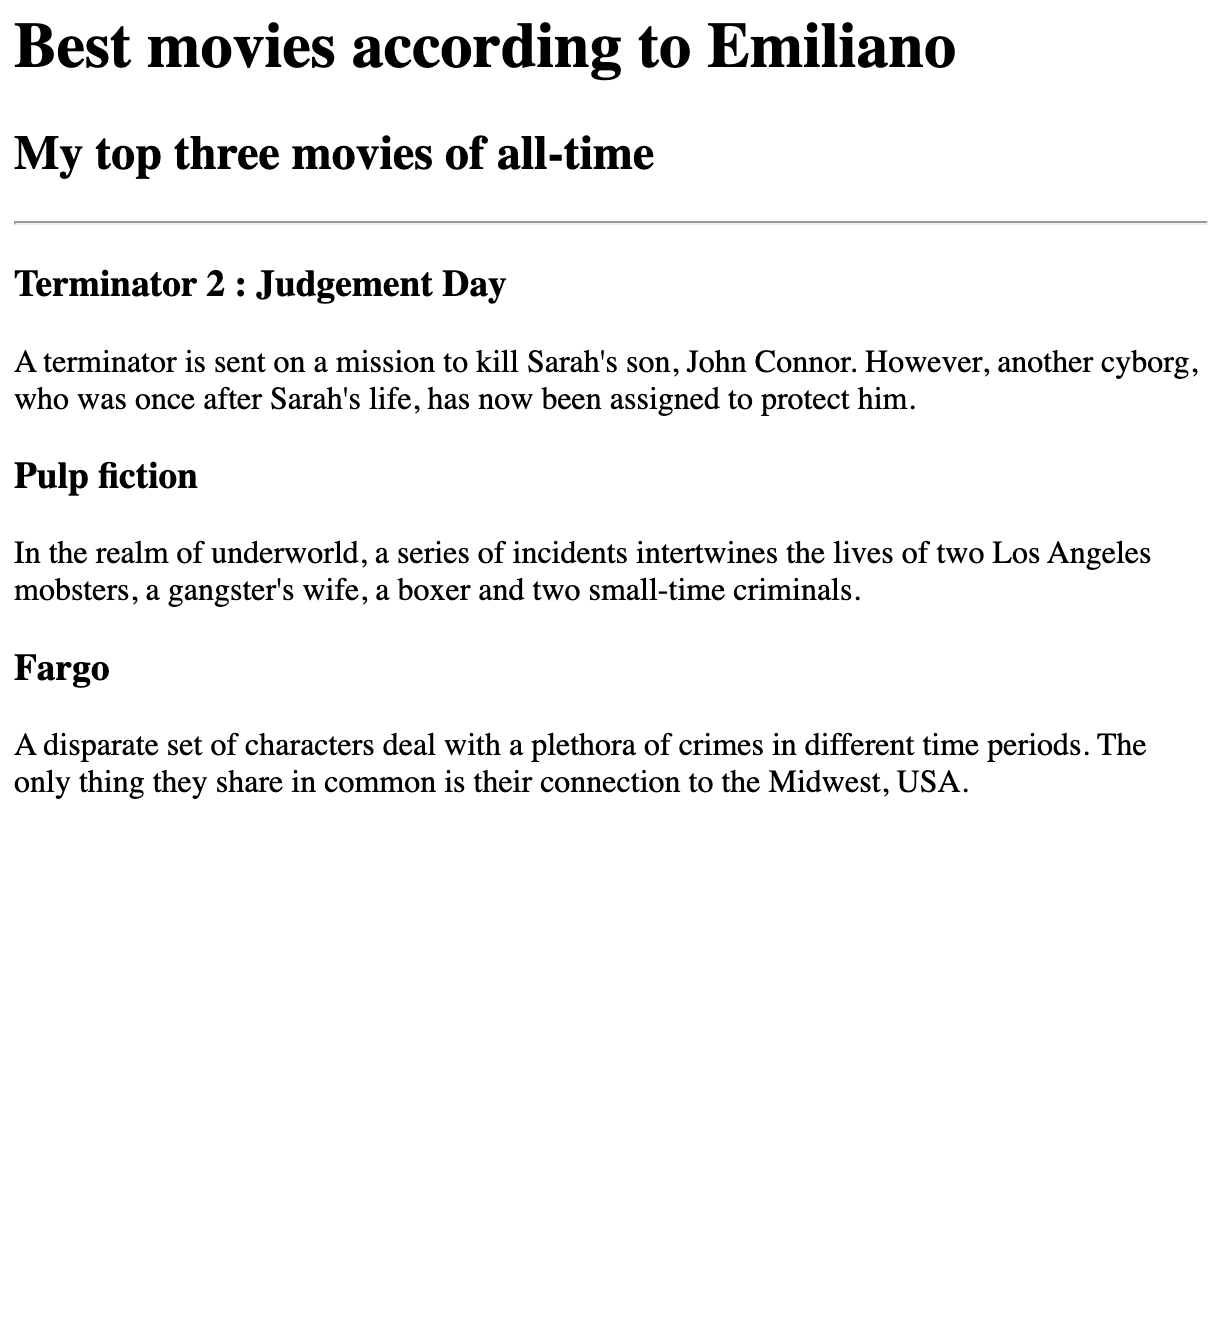 Best movies according to Emiliano
My top three movies of all-time
Terminator 2 : Judgement Day
A terminator is sent on a mission to kill Sarah's son, John Connor. However, another cyborg,
who was once after Sarah's life, has now been assigned to protect him.
Pulp fiction
In the realm of underworld, a series of incidents intertwines the lives of two Los Angeles
mobsters, a gangster's wife, a boxer and two small-time criminals.
Fargo
A disparate set of characters deal with a plethora of crimes in different time periods. The
only thing they share in common is their connection to the Midwest, USA.